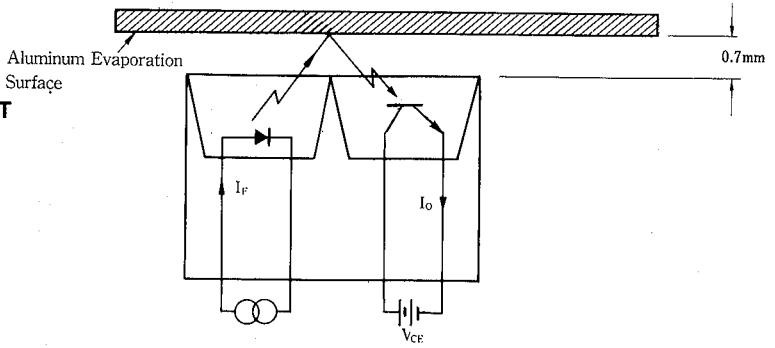 Aluminum Evaporation
Surface
T
0.7mm
I_F
I_O
V_CE